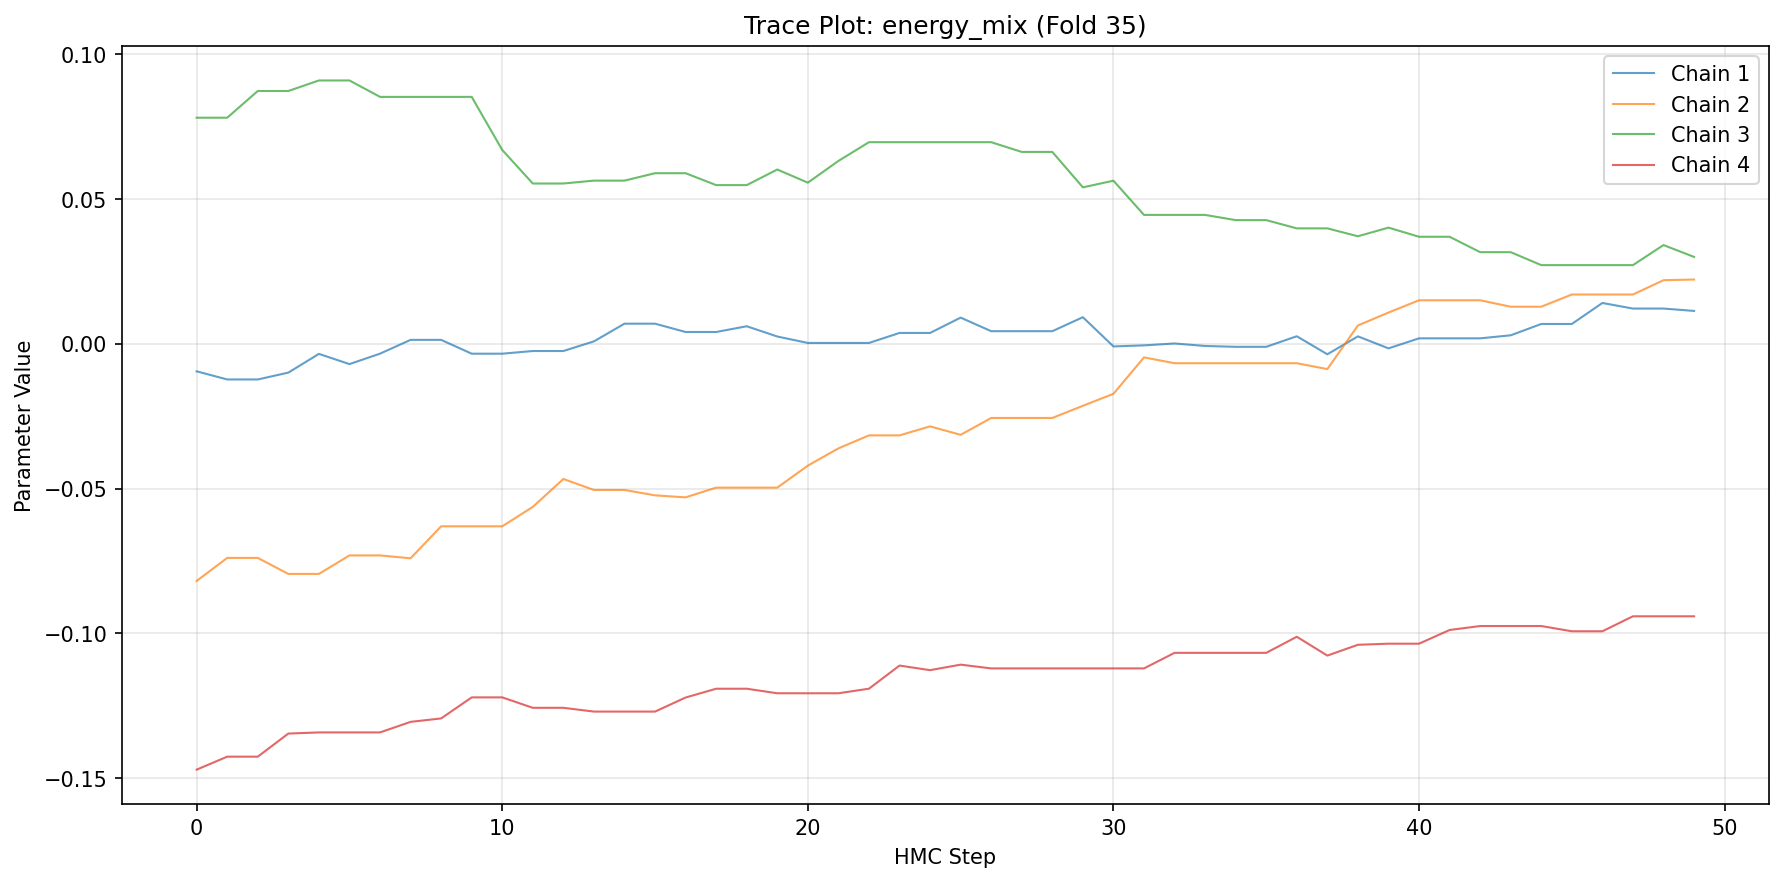 Trace Plot: energy_mix (Fold 35)
0.10
0.05
0.00
−0.05
−0.10
−0.15
Parameter Value
Chain 1
Chain 2
Chain 3
Chain 4
0 10 20 30 40 50
HMC Step